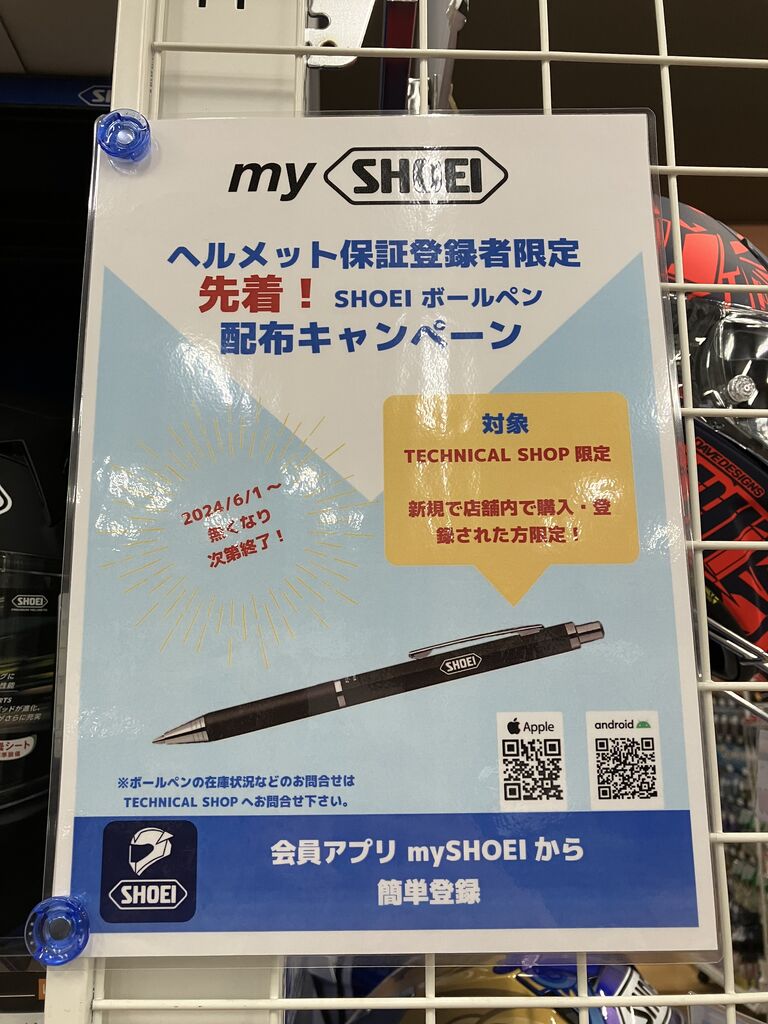 my SHOEI
ヘルメット保証登録者限定
先着! SHOEI ボールペン
配布キャンペーン
対象
TECHNICAL SHOP 限定
新規で店舗内で購入・登
録された方限定!
2024/6/1～
無くなり
次第終了!
SHOEI
Apple
android
※ボールペンの在庫状況などのお問合せは
TECHNICAL SHOP へお問合せ下さい。
SHOEI
会員アプリ mySHOEI から
簡単登録
SHOEI
DAVE DESIGNS